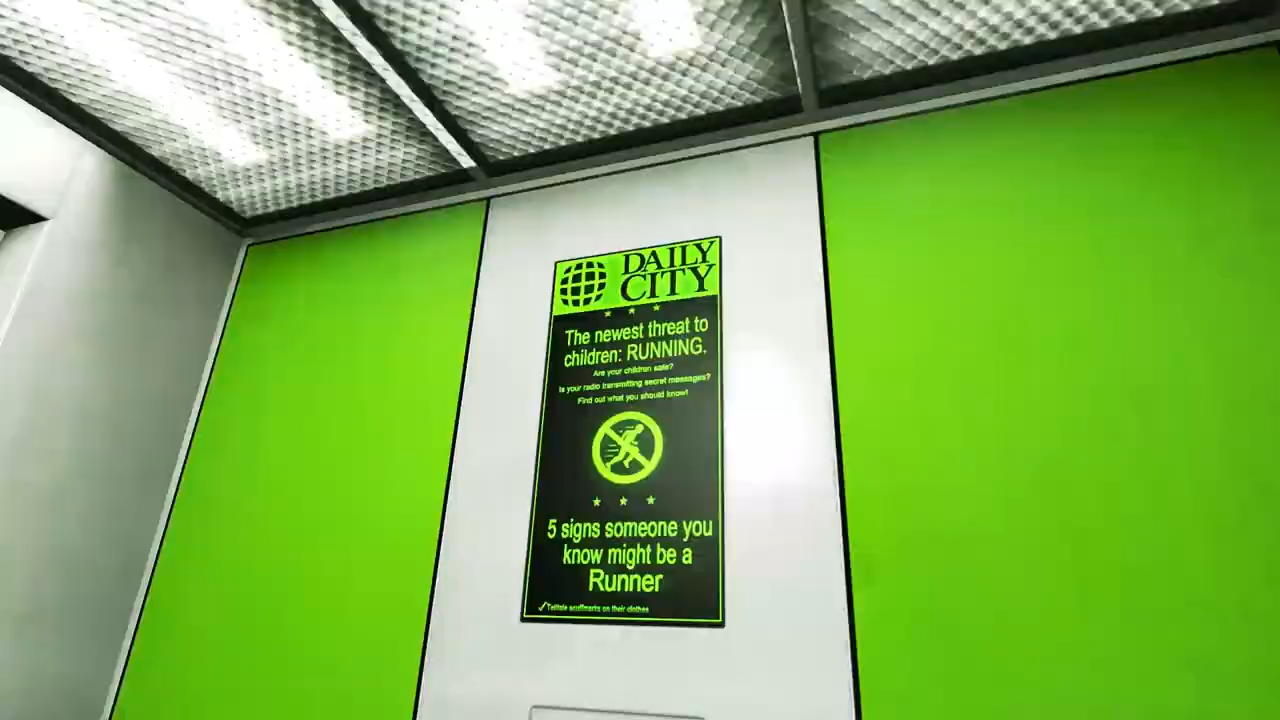 DAILY
CITY
The newest threat to
children: RUNNING.
Are your children safe?
Is your radio transmitting secret messages?
Find out what you should know!
5 signs someone you
know might be a
Runner
Telltale scuffmarks on their clothes